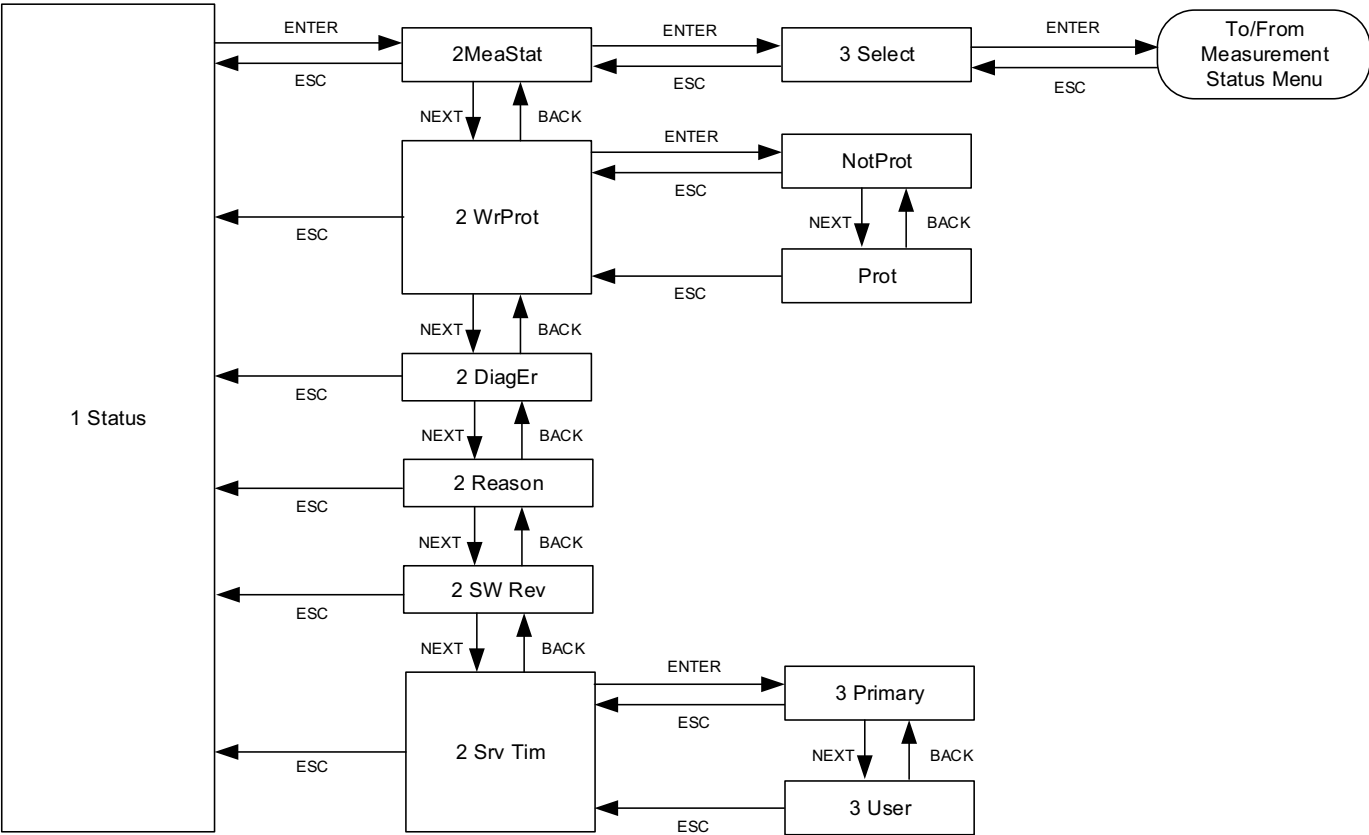 ENTER
ENTER
ENTER
To/From
Measurement
Status Menu
2MeaStat
3 Select
ESC
ESC
ESC
NEXT
BACK
ENTER
NotProt
ESC
2 WrProt
ESC
NEXT
BACK
Prot
ESC
NEXT
BACK
2 DiagEr
ESC
1 Status
NEXT
BACK
2 Reason
ESC
NEXT
BACK
2 SW Rev
ESC
NEXT
BACK
ENTER
3 Primary
ESC
2 Srv Tim
ESC
NEXT
BACK
3 User
ESC